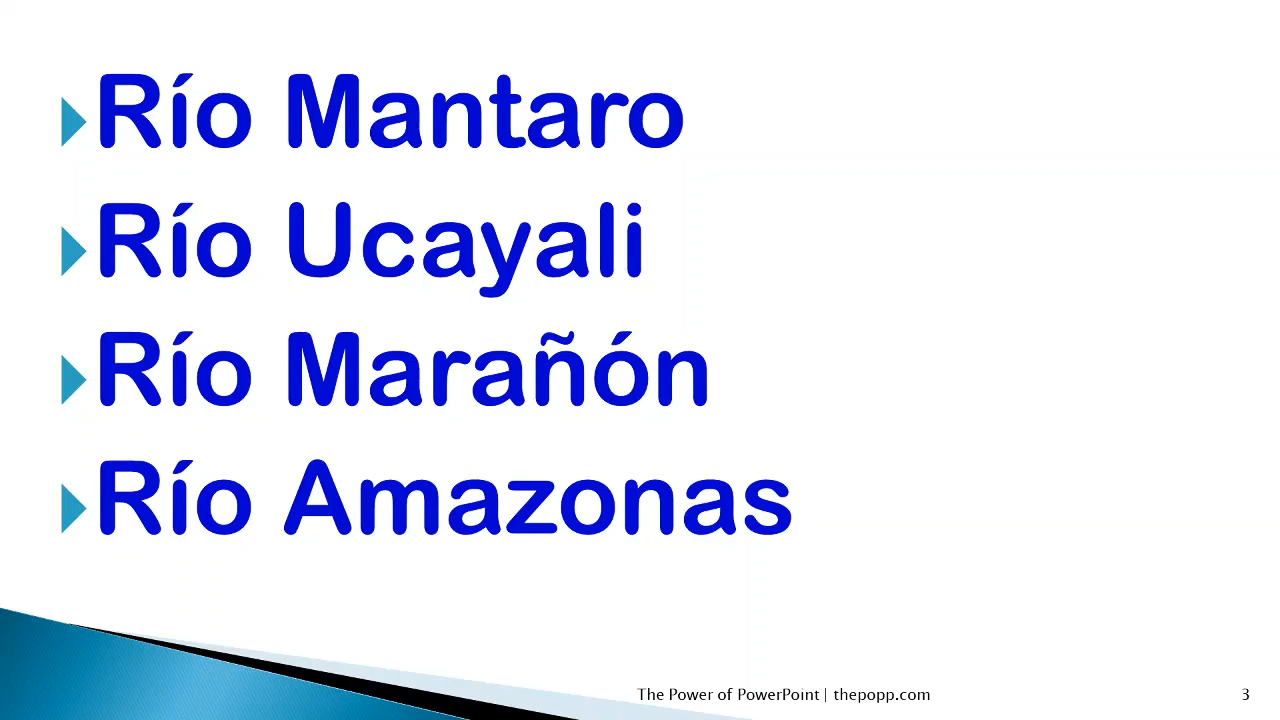 Río Mantaro
Río Ucayali
Río Marañón
Río Amazonas
The Power of PowerPoint | thepopp.com
3